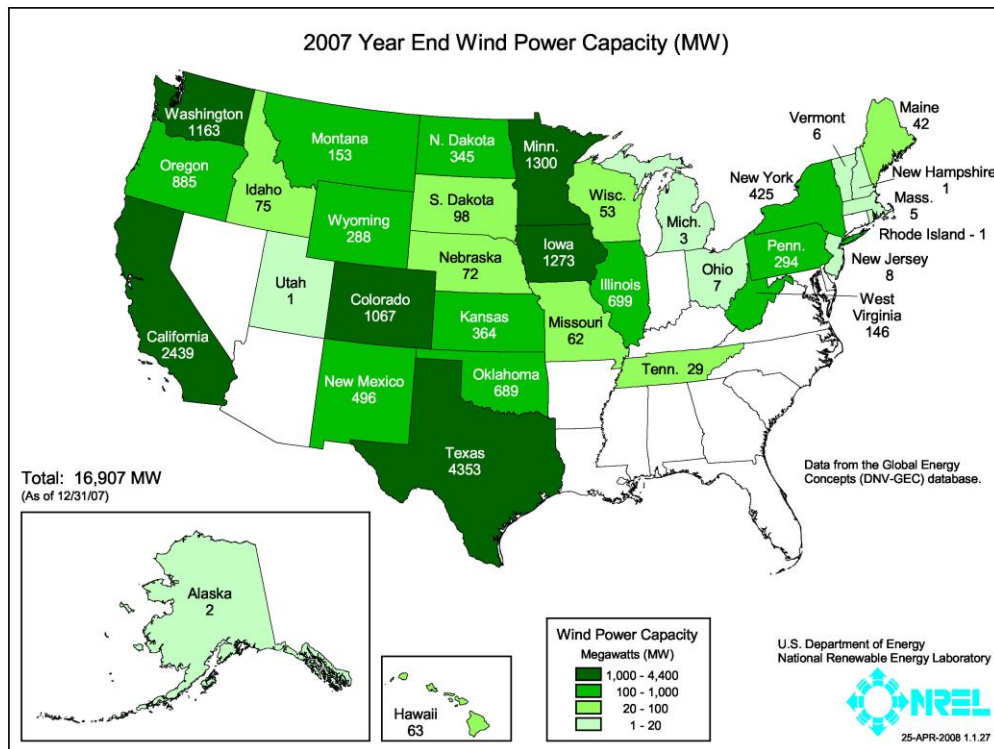 2007 Year End Wind Power Capacity (MW)
Washington
1163
Oregon
885
Idaho
75
Montana
153
Wyoming
288
N. Dakota
345
S. Dakota
98
Nebraska
72
Minn.
1300
Iowa
1273
Wisc.
53
Mich.
3
Illinois
699
Ohio
7
Penn.
294
New York
425
Vermont
6
Maine
42
New Hampshire
1
Mass.
5
Rhode Island - 1
New Jersey
8
West
Virginia
146
California
2439
Utah
1
Colorado
1067
Kansas
364
Missouri
62
Tenn. 29
New Mexico
496
Oklahoma
689
Texas
4353
Total: 16,907 MW
(As of 12/31/07)
Data from the Global Energy
Concepts (DNV-GEC) database.
Alaska
2
Hawaii
63
Wind Power Capacity
Megawatts (MW)
1,000 - 4,400
100 - 1,000
20 - 100
1 - 20
U.S. Department of Energy
National Renewable Energy Laboratory
NREL
25-APR-2008 1.1.27